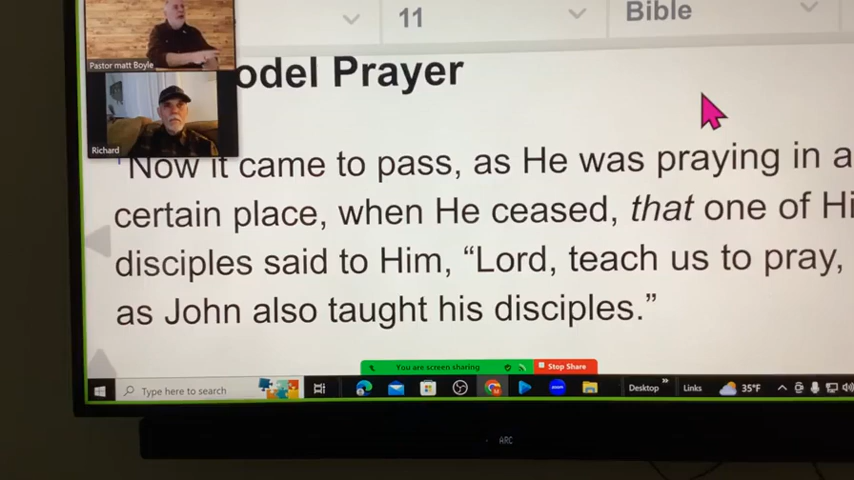 11
Bible
Pastor matt Boyle
odel Prayer
Richard
Now it came to pass, as He was praying in a
certain place, when He ceased, that one of Hi
disciples said to Him, “Lord, teach us to pray,
as John also taught his disciples.”
You are screen sharing
Stop Share
Type here to search
Desktop
Links
35°F
ARC